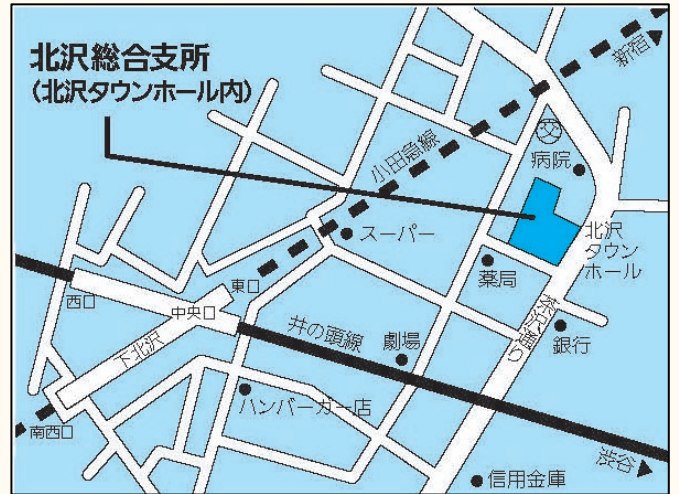 北沢総合支所
(北沢タウンホール内)
新宿
小田急線
病院
スーパー
北沢
タウン
ホール
薬局
東口
西口
中央口
井の頭線
劇場
茶沢通り
銀行
下北沢
ハンバーガー店
南西口
渋谷
信用金庫